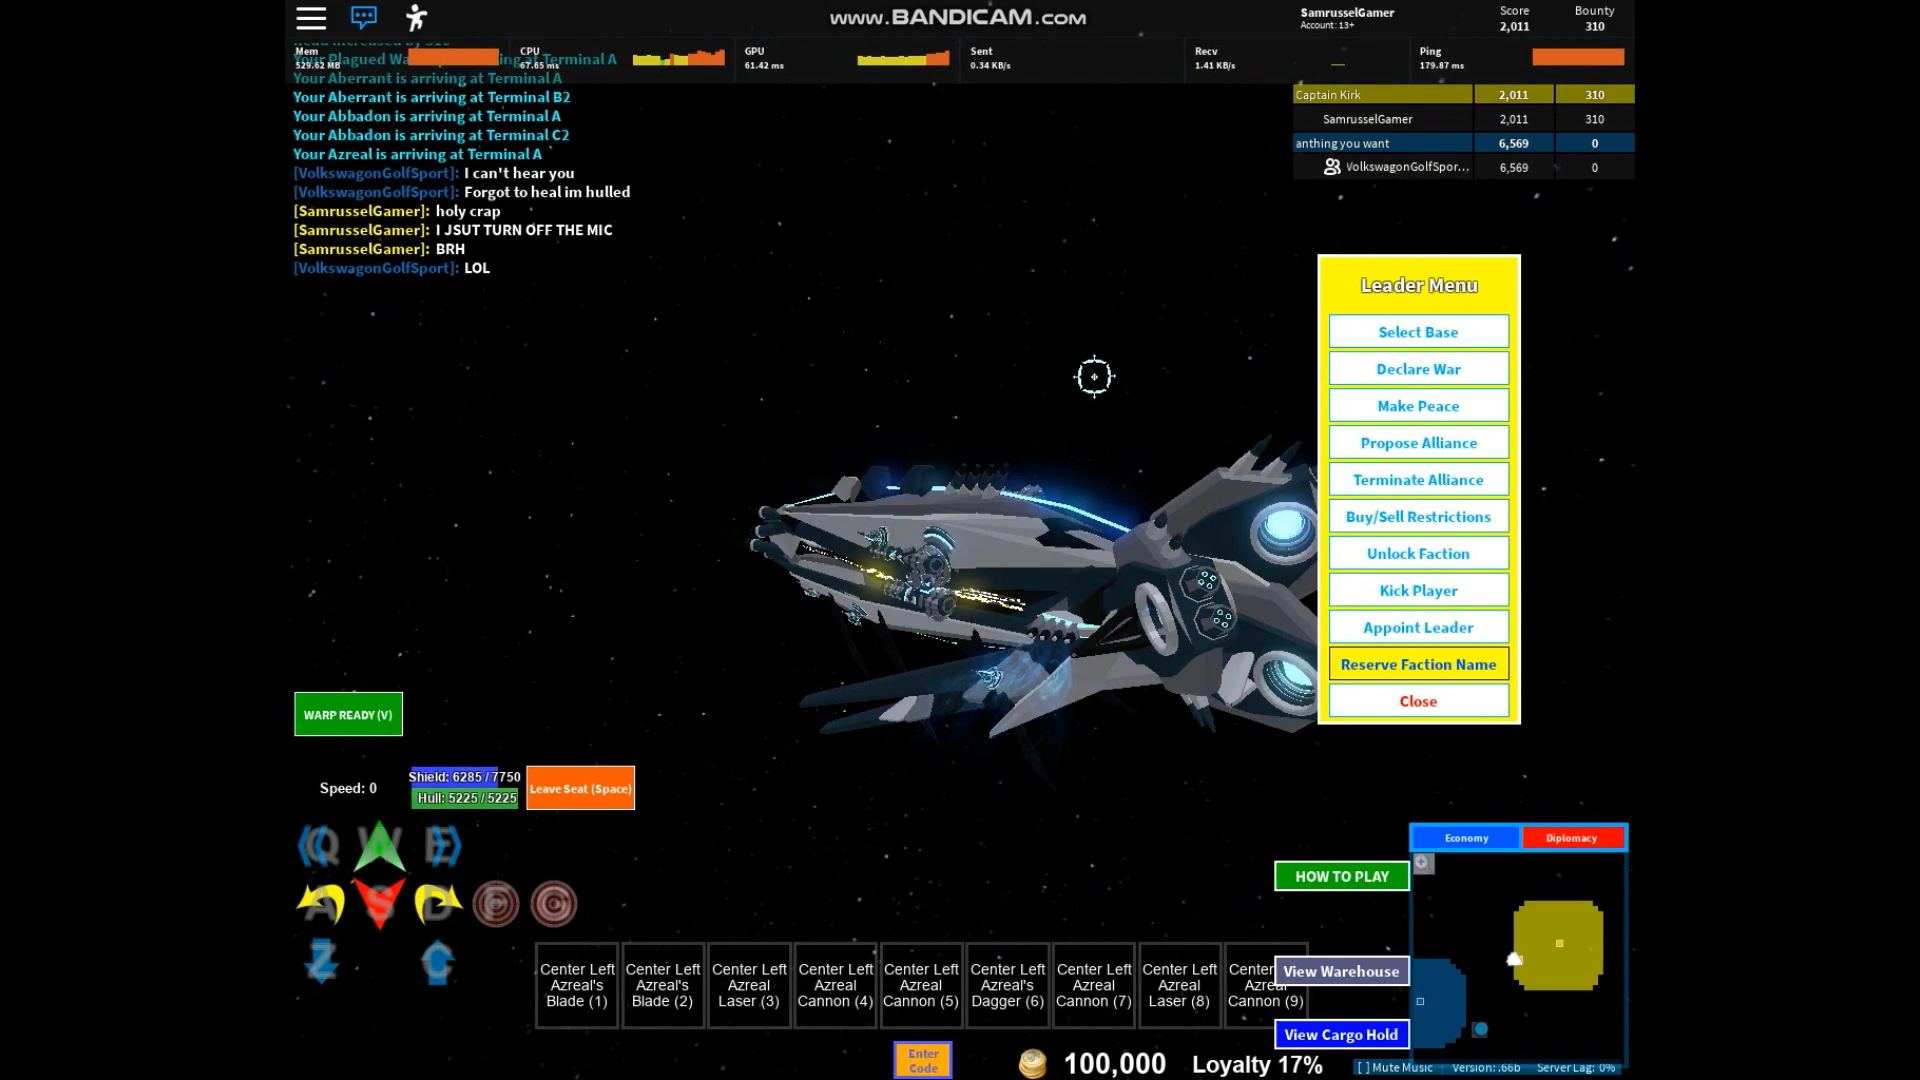 www.BANDICAM.com
SamrusselGamer
Account: 13+
Score
2,011
Bounty
310
Mem
529.62 MB
CPU
67.65 ms
GPU
61.42 ms
Sent
0.34 KB/s
Recv
1.41 KB/s
Ping
179.87 ms
Captain Kirk 2,011 310
SamrusselGamer 2,011 310
anthing you want 6,569 0
VolkswagonGolfSpor... 6,569 0
Your Aberrant is arriving at Terminal A
Your Aberrant is arriving at Terminal B2
Your Abbadon is arriving at Terminal A
Your Abbadon is arriving at Terminal C2
Your Azreal is arriving at Terminal A
[VolkswagonGolfSport]: I can't hear you
[VolkswagonGolfSport]: Forgot to heal im hulled
[SamrusselGamer]: holy crap
[SamrusselGamer]: I JSUT TURN OFF THE MIC
[SamrusselGamer]: BRH
[VolkswagonGolfSport]: LOL
Leader Menu
Select Base
Declare War
Make Peace
Propose Alliance
Terminate Alliance
Buy/Sell Restrictions
Unlock Faction
Kick Player
Appoint Leader
Reserve Faction Name
Close
WARP READY (V)
Speed: 0
Shield: 6285 / 7750
Hull: 5225 / 5225
Leave Seat (Space)
Q W E
A S D F G
Z C
Economy
Diplomacy
HOW TO PLAY
View Warehouse
View Cargo Hold
Center Left Azreal's Blade (1)
Center Left Azreal's Blade (2)
Center Left Azreal Laser (3)
Center Left Azreal Cannon (4)
Center Left Azreal Cannon (5)
Center Left Azreal's Dagger (6)
Center Left Azreal Cannon (7)
Center Left Azreal Laser (8)
Center Azreal Cannon (9)
Enter Code
100,000
Loyalty 17%
[ ] Mute Music
Version: .66b
Server Lag: 0%